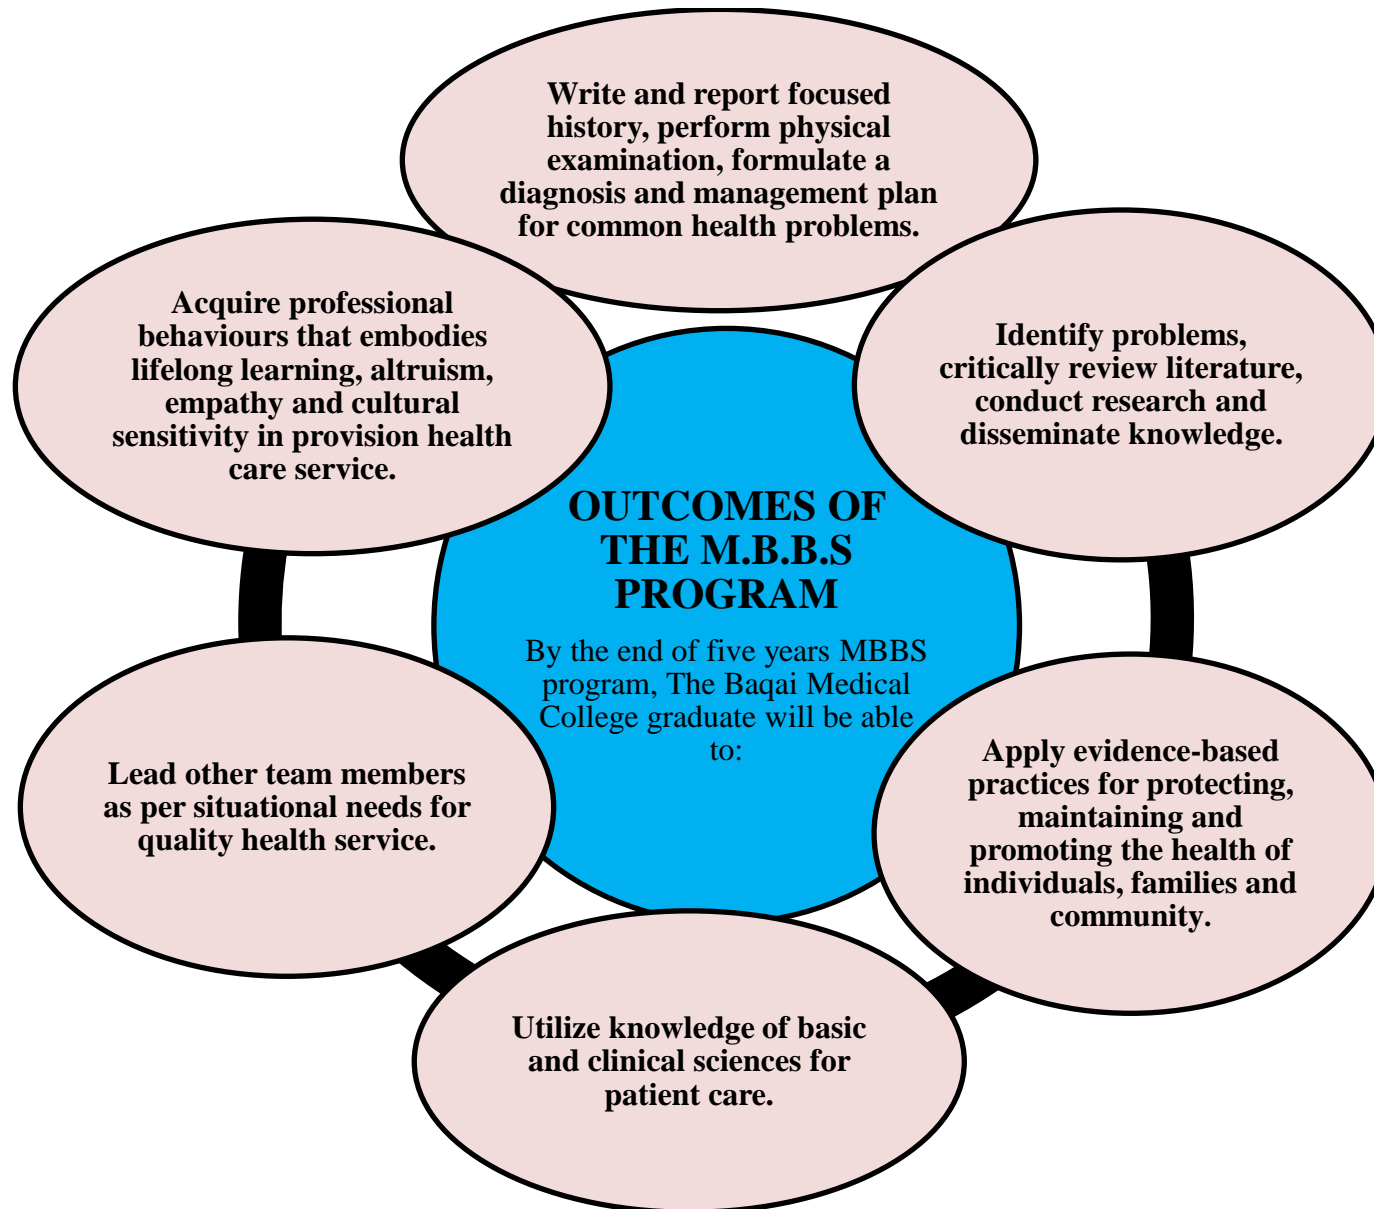 Write and report focused
history, perform physical
examination, formulate a
diagnosis and management plan
for common health problems.
Identify problems,
critically review literature,
conduct research and
disseminate knowledge.
Apply evidence-based
practices for protecting,
maintaining and
promoting the health of
individuals, families and
community.
Utilize knowledge of basic
and clinical sciences for
patient care.
Lead other team members
as per situational needs for
quality health service.
Acquire professional
behaviours that embodies
lifelong learning, altruism,
empathy and cultural
sensitivity in provision health
care service.
OUTCOMES OF
THE M.B.B.S
PROGRAM
By the end of five years MBBS
program, The Baqai Medical
College graduate will be able
to: